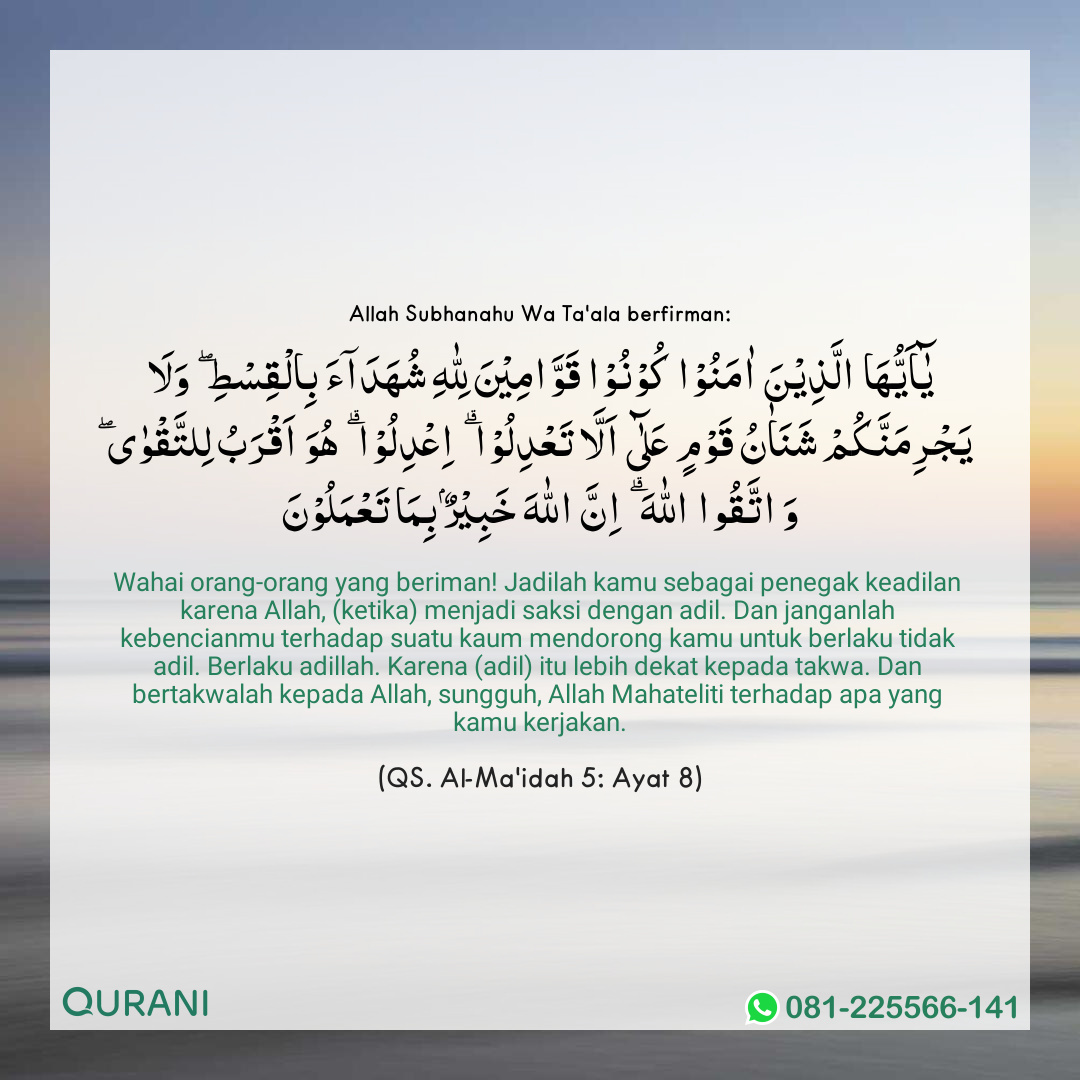 Allah Subhanahu Wa Ta'ala berfirman:
يٰۤاَيُّهَا الَّذِيْنَ اٰمَنُوْا كُوْنُوْا قَوَّا مِيْنَ لِلّٰهِ شُهَدَآءَ بِا لْقِسْطِ ۖ وَلَا
يَجْرِمَنَّكُمْ شَنَاٰنُ قَوْمٍ عَلٰۤى اَ لَّا تَعْدِلُوْا ۗ اِعْدِلُوْا ۗ هُوَ اَقْرَبُ لِلتَّقْوٰى ۖ
وَا تَّقُوا اللّٰهَ ۗ اِنَّ اللّٰهَ خَبِيْرٌۢ بِمَا تَعْمَلُوْنَ
Wahai orang-orang yang beriman! Jadilah kamu sebagai penegak keadilan
karena Allah, (ketika) menjadi saksi dengan adil. Dan janganlah
kebencianmu terhadap suatu kaum mendorong kamu untuk berlaku tidak
adil. Berlaku adillah. Karena (adil) itu lebih dekat kepada takwa. Dan
bertakwalah kepada Allah, sungguh, Allah Mahateliti terhadap apa yang
kamu kerjakan.
(QS. Al-Ma'idah 5: Ayat 8)
QURANI
081-225566-141